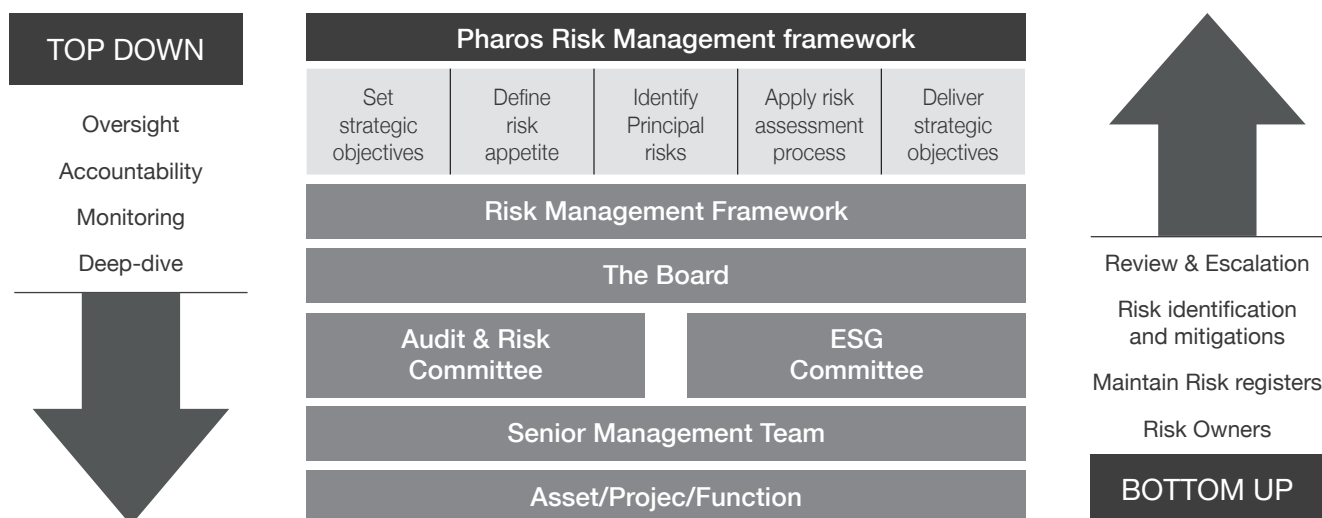 TOP DOWN
Oversight
Accountability
Monitoring
Deep-dive
Pharos Risk Management framework
Set
strategic
objectives
Define
risk
appetite
Identify
Principal
risks
Apply risk
assessment
process
Deliver
strategic
objectives
Risk Management Framework
The Board
Audit & Risk
Committee
ESG
Committee
Senior Management Team
Asset/Projec/Function
Review & Escalation
Risk identification
and mitigations
Maintain Risk registers
Risk Owners
BOTTOM UP